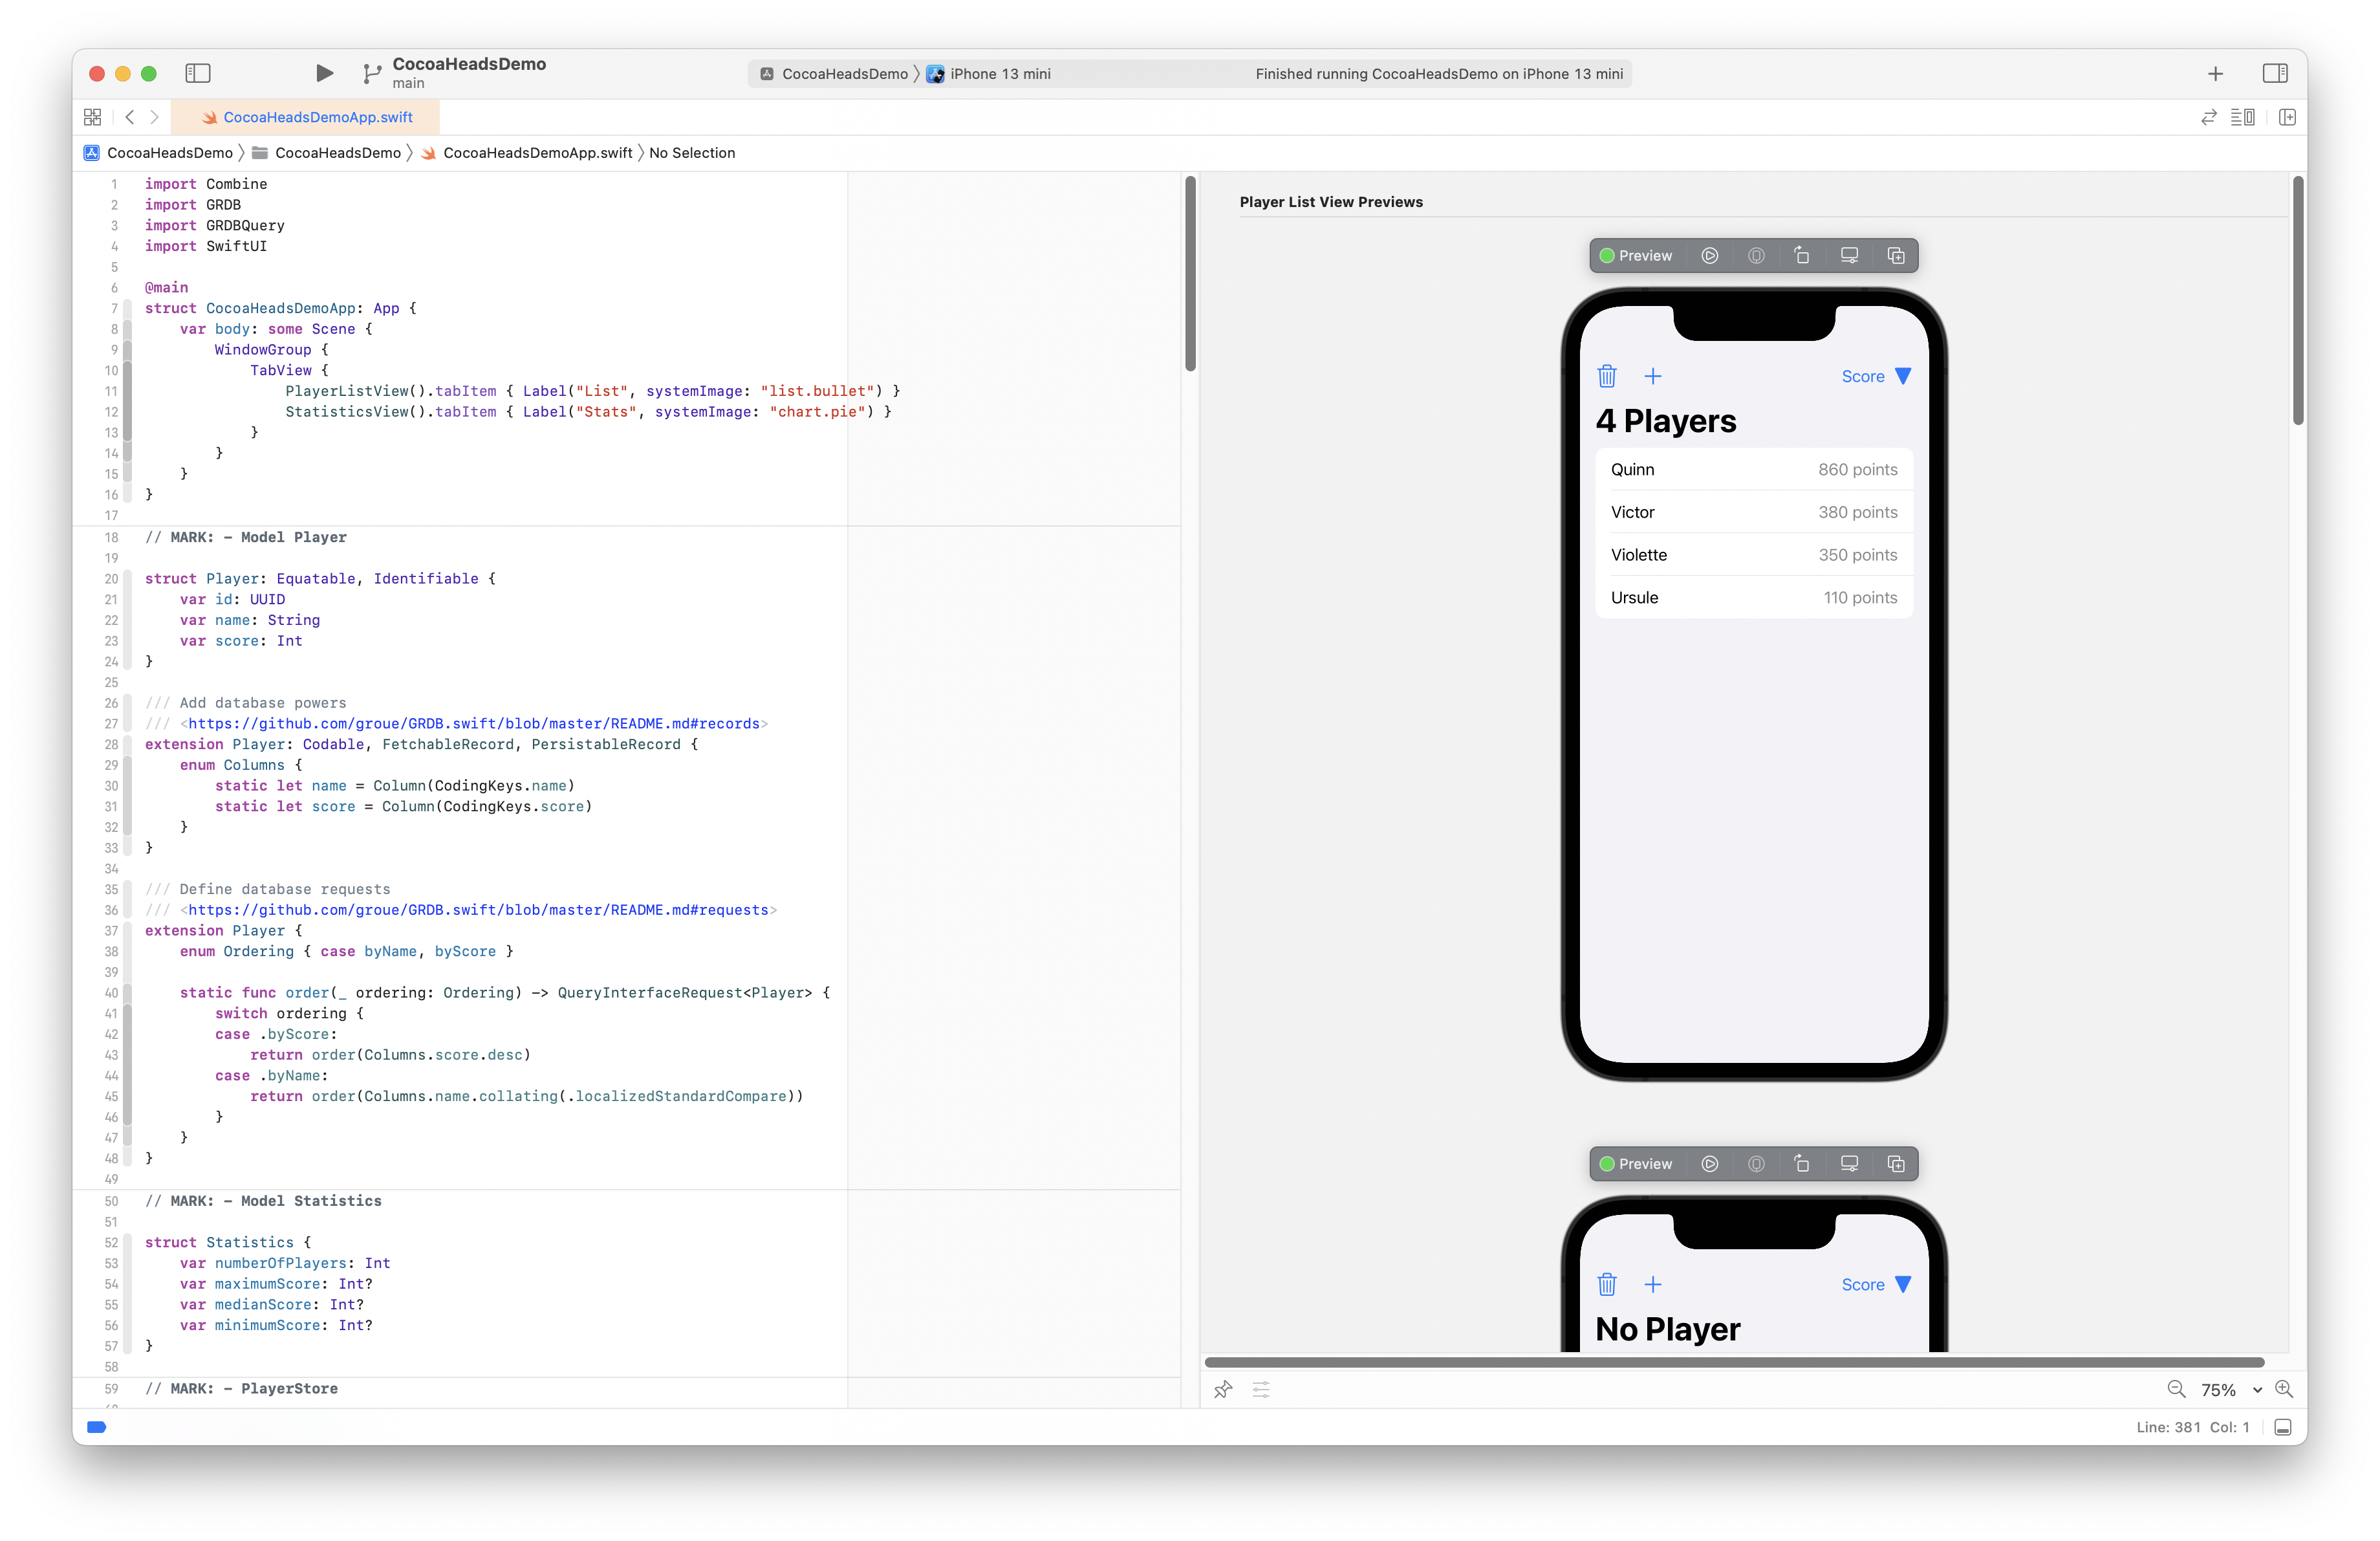 CocoaHeadsDemo
main
CocoaHeadsDemo 〉 iPhone 13 mini
Finished running CocoaHeadsDemo on iPhone 13 mini
CocoaHeadsDemoApp.swift
CocoaHeadsDemo 〉 CocoaHeadsDemo 〉 CocoaHeadsDemoApp.swift 〉 No Selection
1 import Combine
2 import GRDB
3 import GRDBQuery
4 import SwiftUI
5
6 @main
7 struct CocoaHeadsDemoApp: App {
8     var body: some Scene {
9         WindowGroup {
10             TabView {
11                 PlayerListView().tabItem { Label("List", systemImage: "list.bullet") }
12                 StatisticsView().tabItem { Label("Stats", systemImage: "chart.pie") }
13             }
14         }
15     }
16 }
17
18 // MARK: - Model Player
19
20 struct Player: Equatable, Identifiable {
21     var id: UUID
22     var name: String
23     var score: Int
24 }
25
26 /// Add database powers
27 /// <https://github.com/groue/GRDB.swift/blob/master/README.md#records>
28 extension Player: Codable, FetchableRecord, PersistableRecord {
29     enum Columns {
30         static let name = Column(CodingKeys.name)
31         static let score = Column(CodingKeys.score)
32     }
33 }
34
35 /// Define database requests
36 /// <https://github.com/groue/GRDB.swift/blob/master/README.md#requests>
37 extension Player {
38     enum Ordering { case byName, byScore }
39
40     static func order(_ ordering: Ordering) -> QueryInterfaceRequest<Player> {
41         switch ordering {
42         case .byScore:
43             return order(Columns.score.desc)
44         case .byName:
45             return order(Columns.name.collating(.localizedStandardCompare))
46         }
47     }
48 }
49
50 // MARK: - Model Statistics
51
52 struct Statistics {
53     var numberOfPlayers: Int
54     var maximumScore: Int?
55     var medianScore: Int?
56     var minimumScore: Int?
57 }
58
59 // MARK: - PlayerStore
Player List View Previews
Preview
Score ▼
4 Players
Quinn 860 points
Victor 380 points
Violette 350 points
Ursule 110 points
Preview
Score ▼
No Player
75%
Line: 381 Col: 1